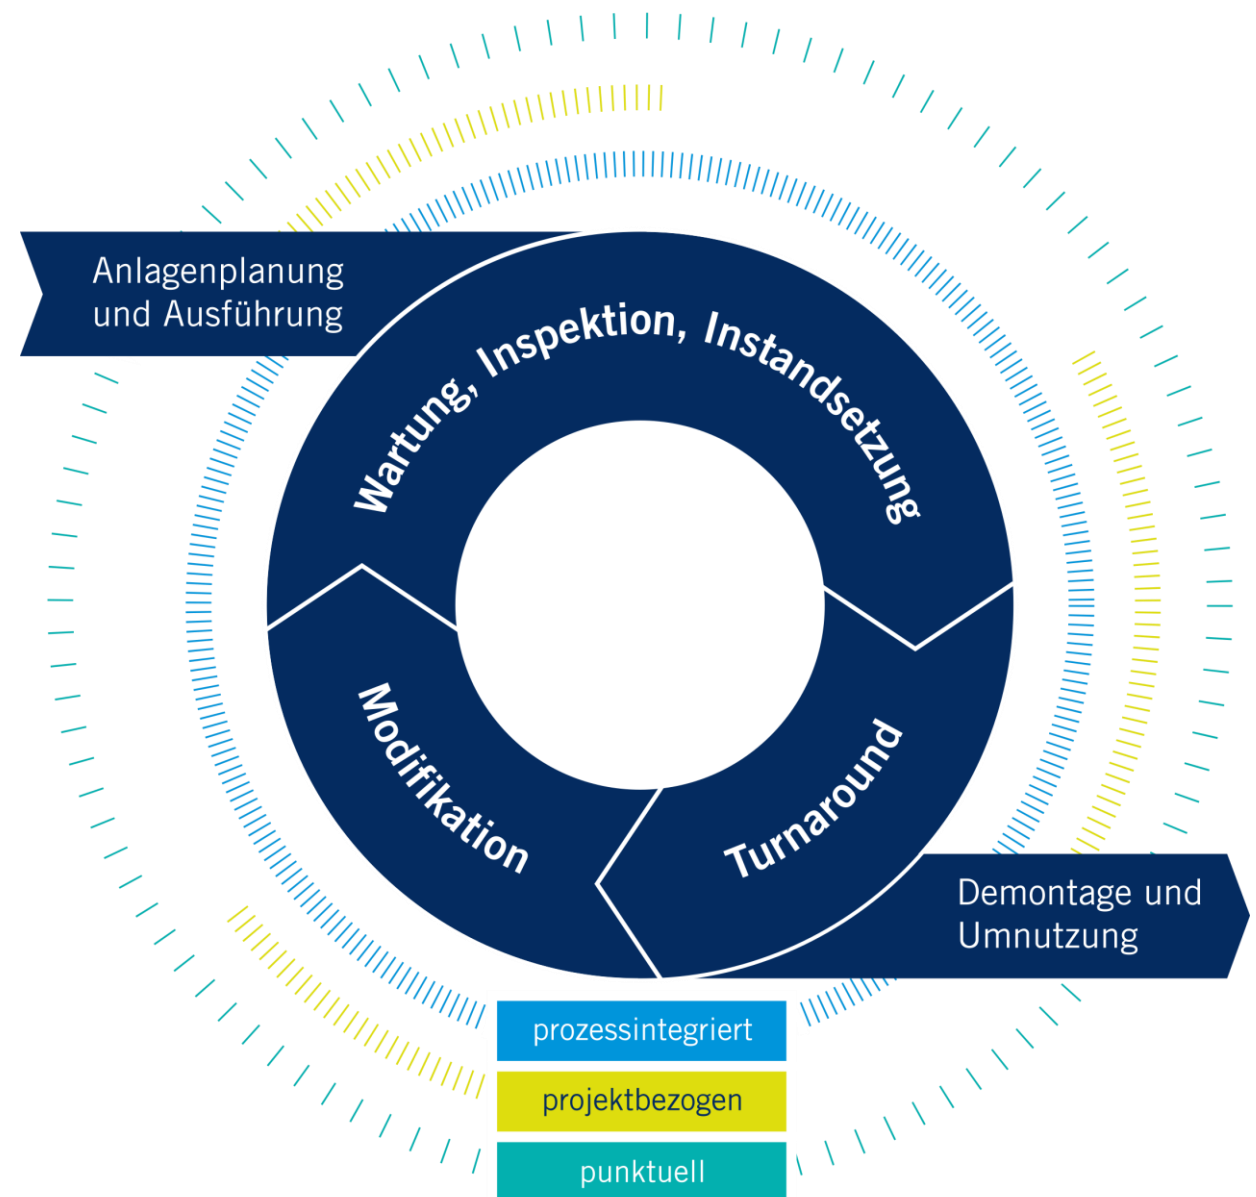 Anlagenplanung
und Ausführung
Wartung, Inspektion, Instandsetzung
Turnaround
Modifikation
Demontage und
Umnutzung
prozessintegriert
projektbezogen
punktuell